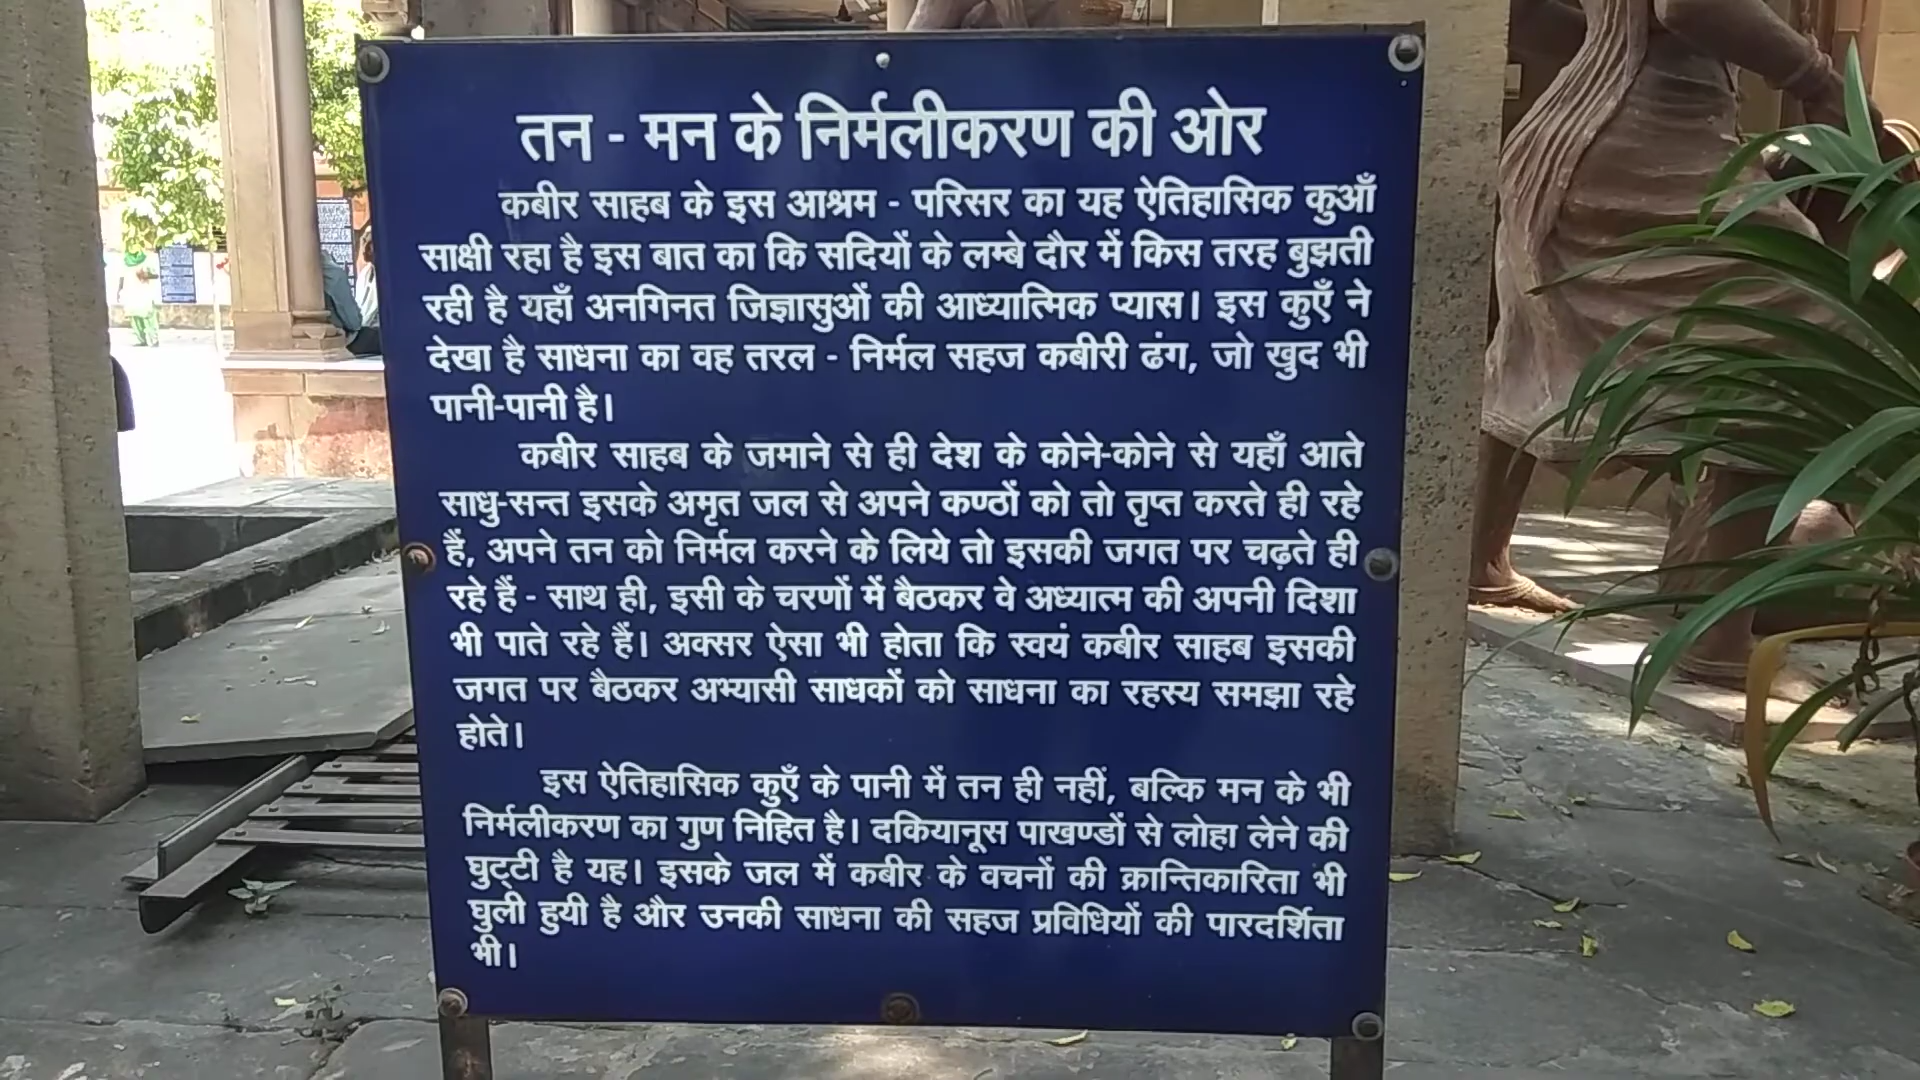 तन - मन के निर्मलीकरण की ओर
कबीर साहब के इस आश्रम - परिसर का यह ऐतिहासिक कुआँ
साक्षी रहा है इस बात का कि सदियों के लम्बे दौर में किस तरह बुझती
रही है यहाँ अनगिनत जिज्ञासुओं की आध्यात्मिक प्यास। इस कुएँ ने
देखा है साधना का वह तरल - निर्मल सहज कबीरी ढंग, जो खुद भी
पानी-पानी है।
कबीर साहब के जमाने से ही देश के कोने-कोने से यहाँ आते
साधु-सन्त इसके अमृत जल से अपने कण्ठों को तो तृप्त करते ही रहे
हैं, अपने तन को निर्मल करने के लिये तो इसकी जगत पर चढ़ते ही
रहे हैं - साथ ही, इसी के चरणों में बैठकर वे अध्यात्म की अपनी दिशा
भी पाते रहे हैं। अक्सर ऐसा भी होता कि स्वयं कबीर साहब इसकी
जगत पर बैठकर अभ्यासी साधकों को साधना का रहस्य समझा रहे
होते।
इस ऐतिहासिक कुएँ के पानी में तन ही नहीं, बल्कि मन के भी
निर्मलीकरण का गुण निहित है। दकियानूस पाखण्डों से लोहा लेने की
घुट्टी है यह। इसके जल में कबीर के वचनों की क्रान्तिकारिता भी
घुली हुयी है और उनकी साधना की सहज प्रविधियों की पारदर्शिता
भी।